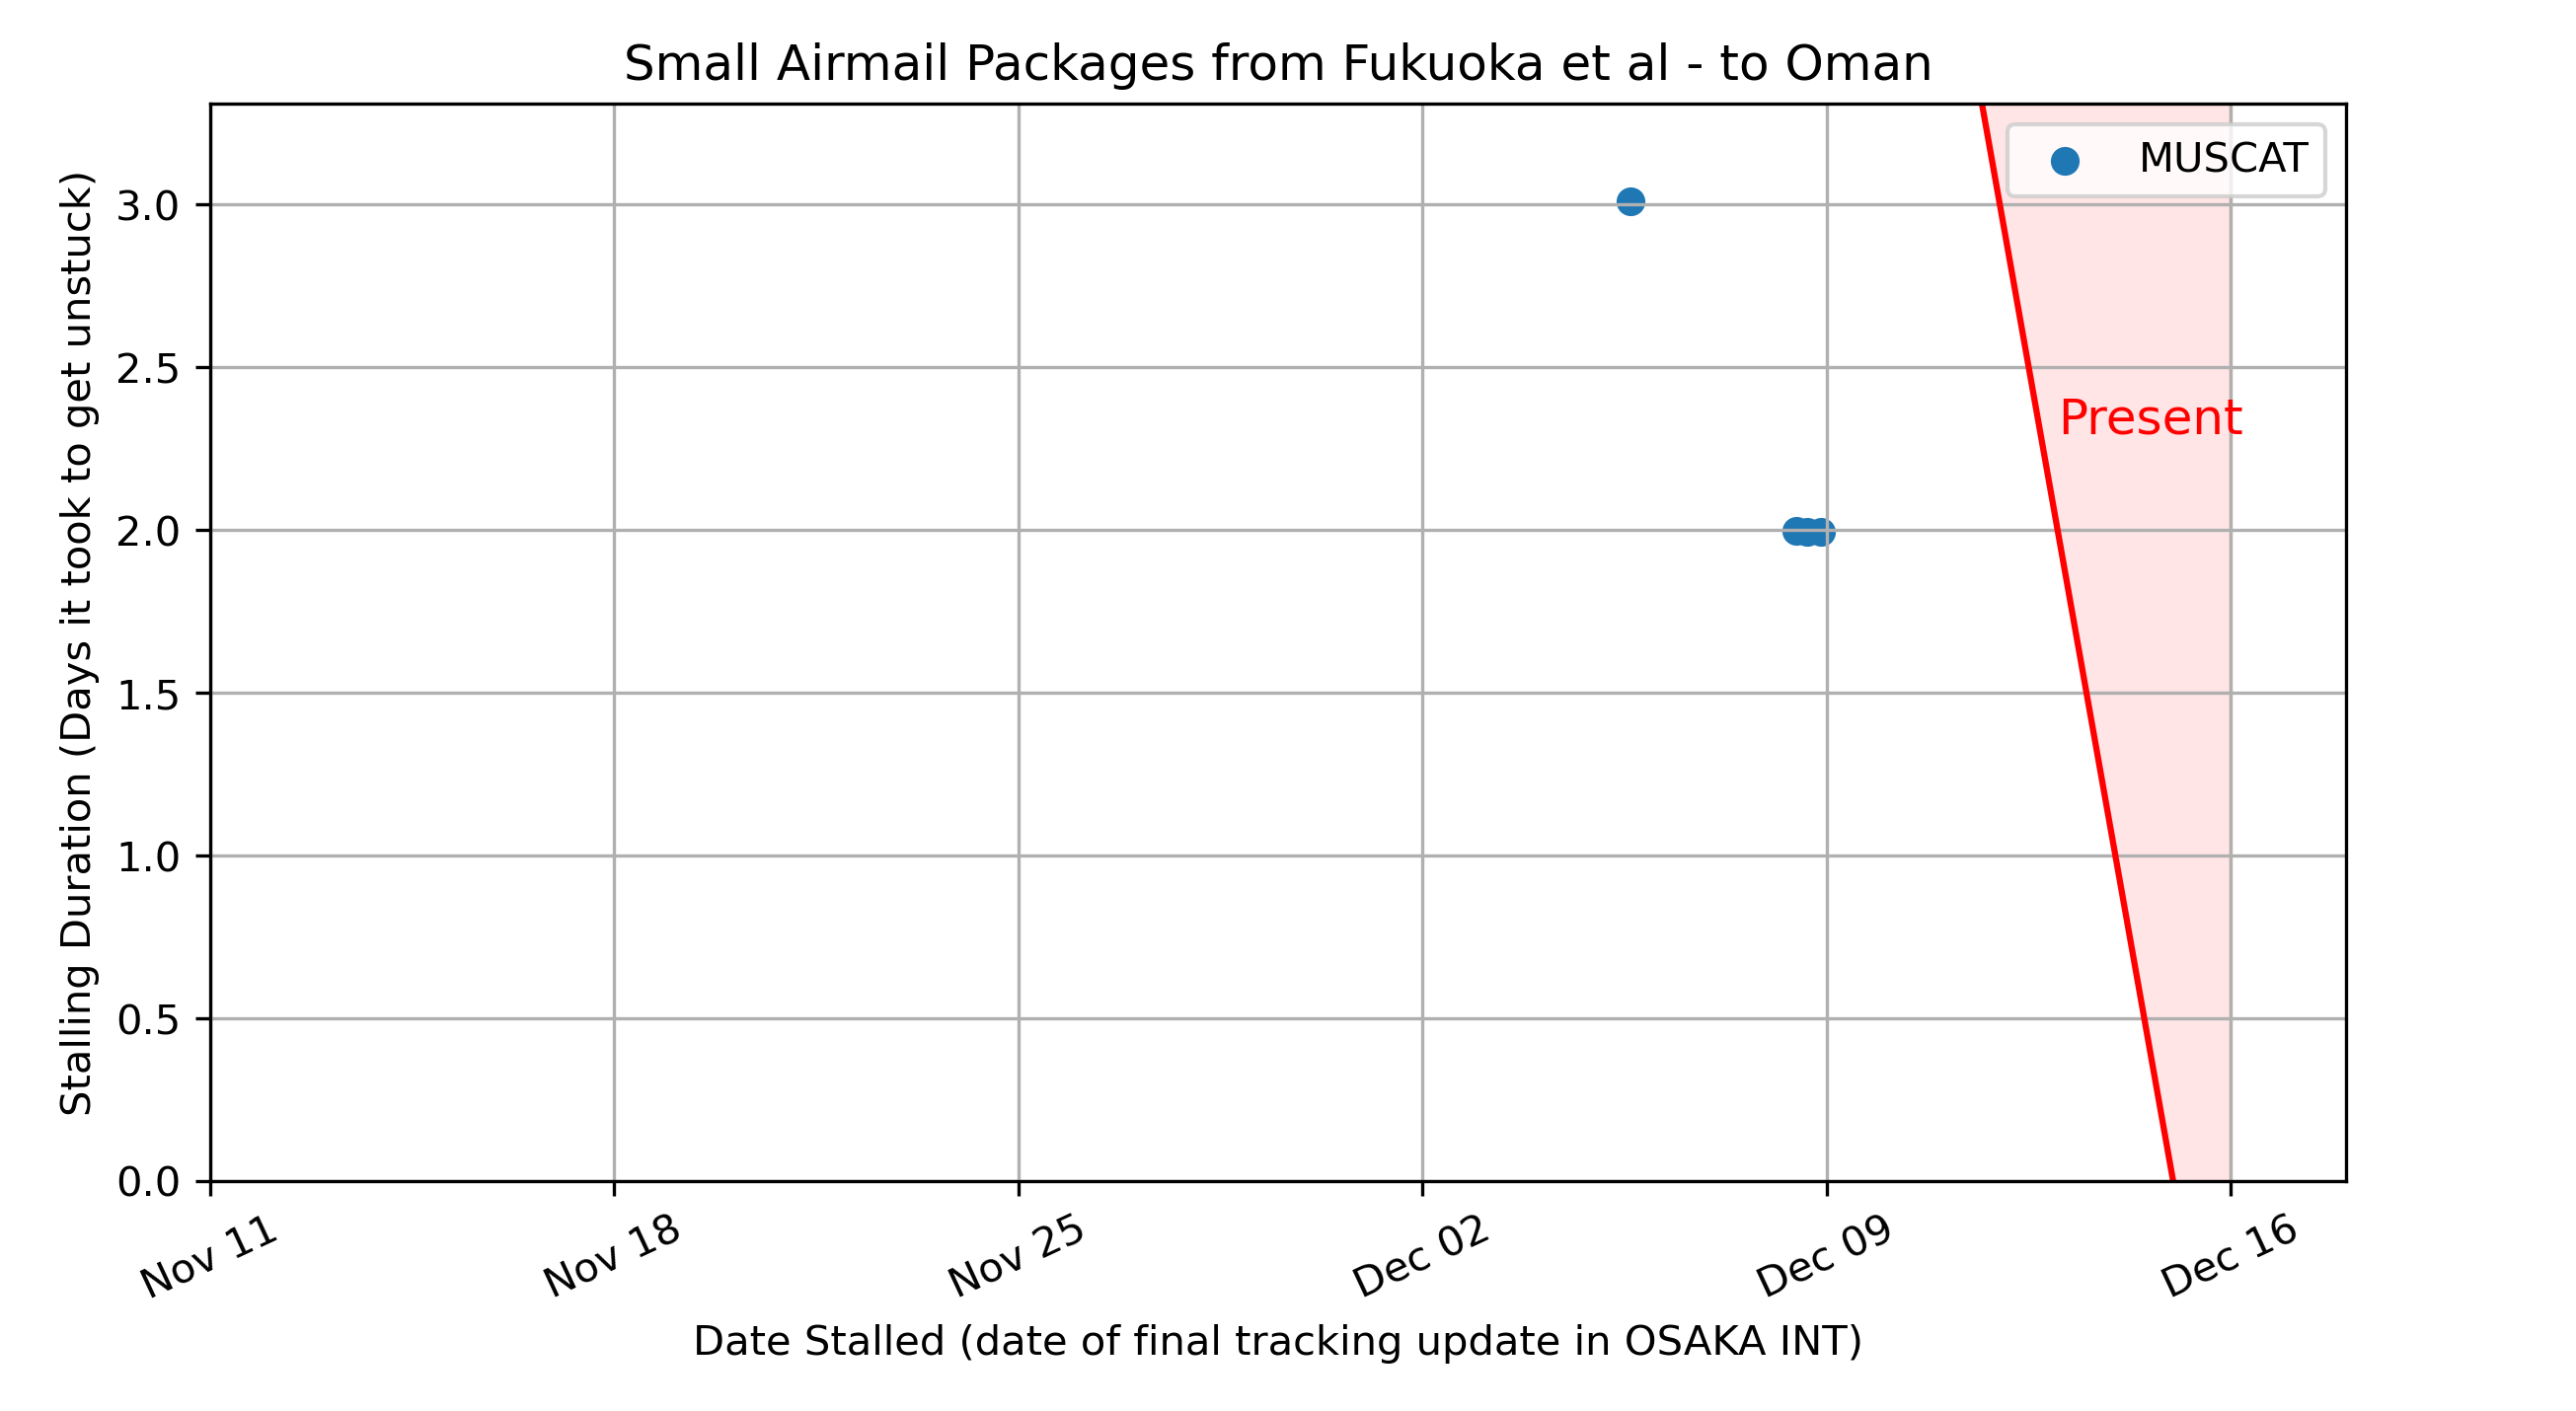 Small Airmail Packages from Fukuoka et al - to Oman
MUSCAT
Present
Stalling Duration (Days it took to get unstuck)
3.0
2.5
2.0
1.5
1.0
0.5
0.0
Nov 11
Nov 18
Nov 25
Dec 02
Dec 09
Dec 16
Date Stalled (date of final tracking update in OSAKA INT)